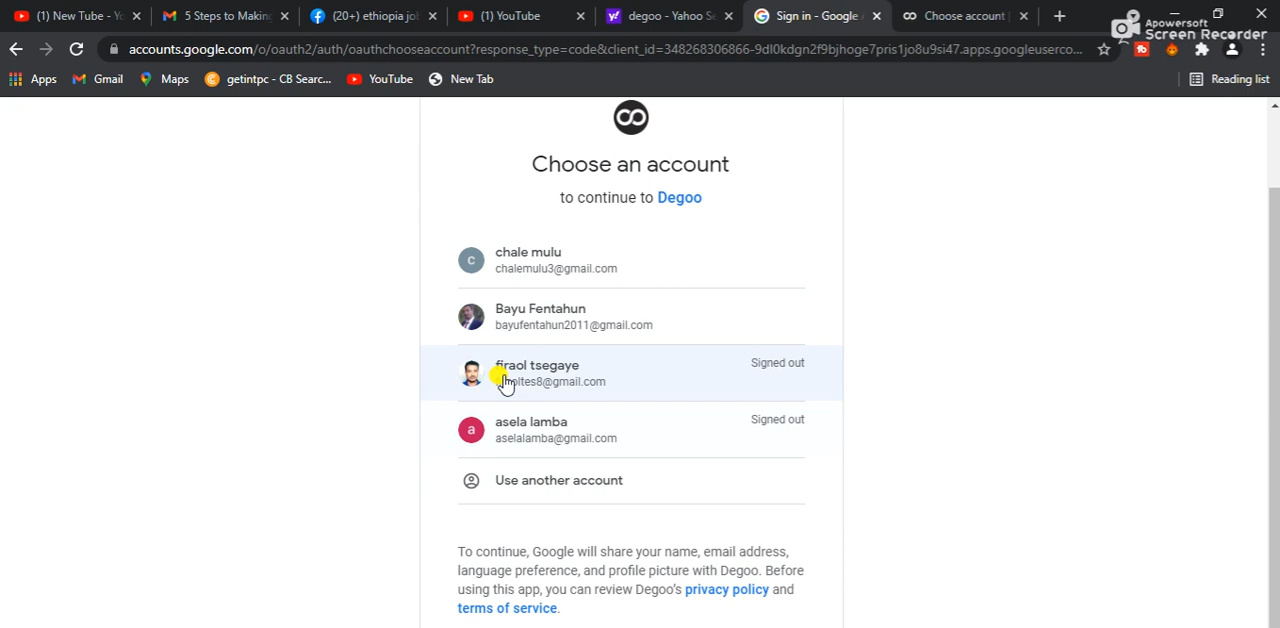 (1) New Tube - Yo
5 Steps to Making
(20+) ethiopia jo
(1) YouTube
degoo - Yahoo Se
Sign in - Google
Choose account
Apowersoft
Screen Recorder
accounts.google.com/o/oauth2/auth/oauthchooseaccount?response_type=code&client_id=348268306866-9dl0kdgn2f9bjhoge7pris1jo8u9si47.apps.googleuserco...
Apps
Gmail
Maps
getintpc - CB Searc...
YouTube
New Tab
Reading list
Choose an account
to continue to Degoo
c
chale mulu
chalemulu3@gmail.com
Bayu Fentahun
bayufentahun2011@gmail.com
firaol tsegaye
Signed out
oltes8@gmail.com
a
asela lamba
Signed out
aselalamba@gmail.com
Use another account
To continue, Google will share your name, email address,
language preference, and profile picture with Degoo. Before
using this app, you can review Degoo's privacy policy and
terms of service.